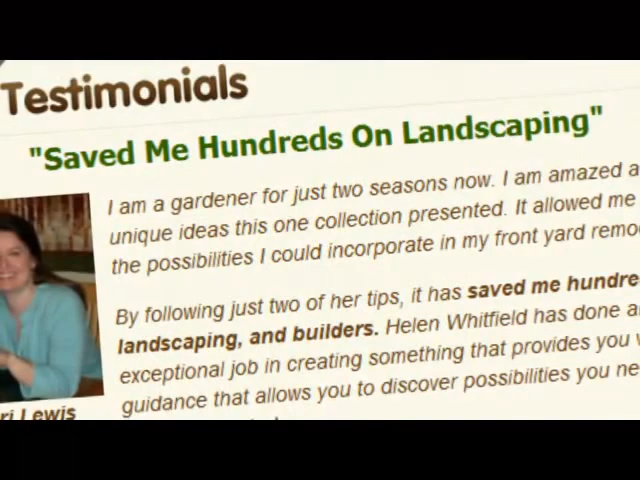 Testimonials
"Saved Me Hundreds On Landscaping"
I am a gardener for just two seasons now. I am amazed a
unique ideas this one collection presented. It allowed me
the possibilities I could incorporate in my front yard remo
By following just two of her tips, it has saved me hundre
landscaping, and builders. Helen Whitfield has done a
exceptional job in creating something that provides you
guidance that allows you to discover possibilities you ne
ri Lewis